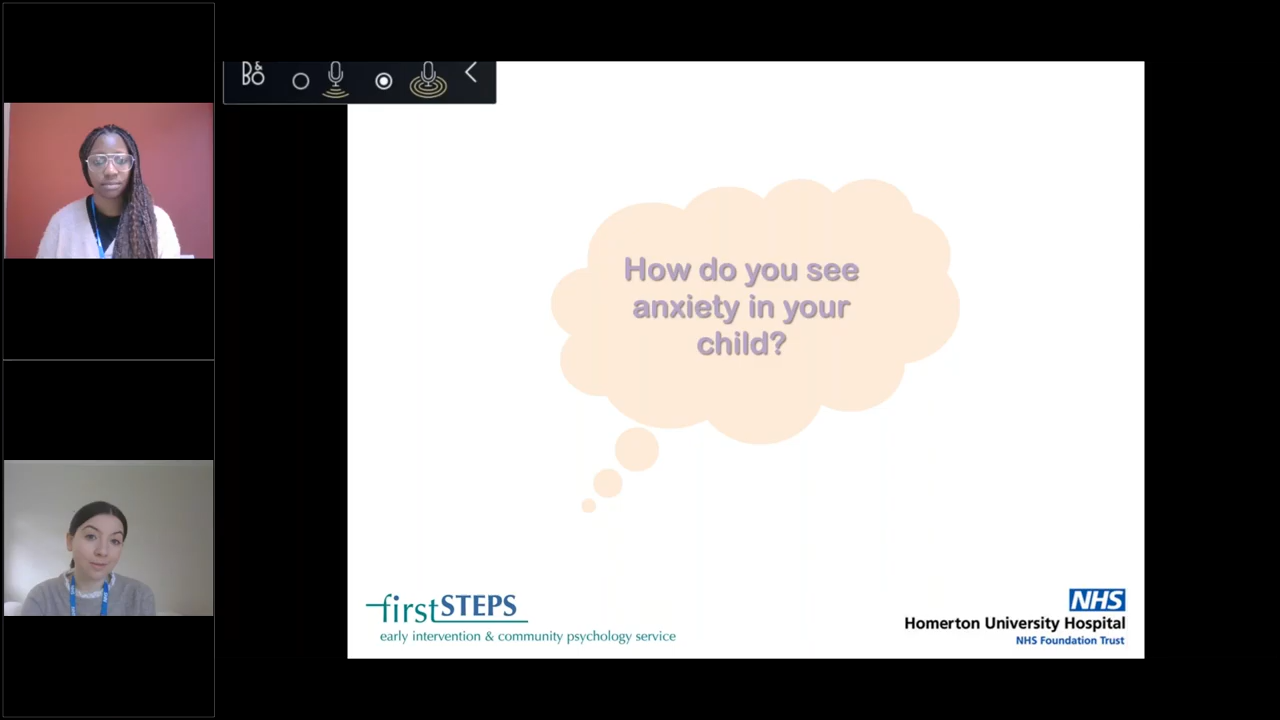 B&
BO
How do you see
anxiety in your
child?
firstSTEPS
early intervention & community psychology service
NHS
Homerton University Hospital
NHS Foundation Trust